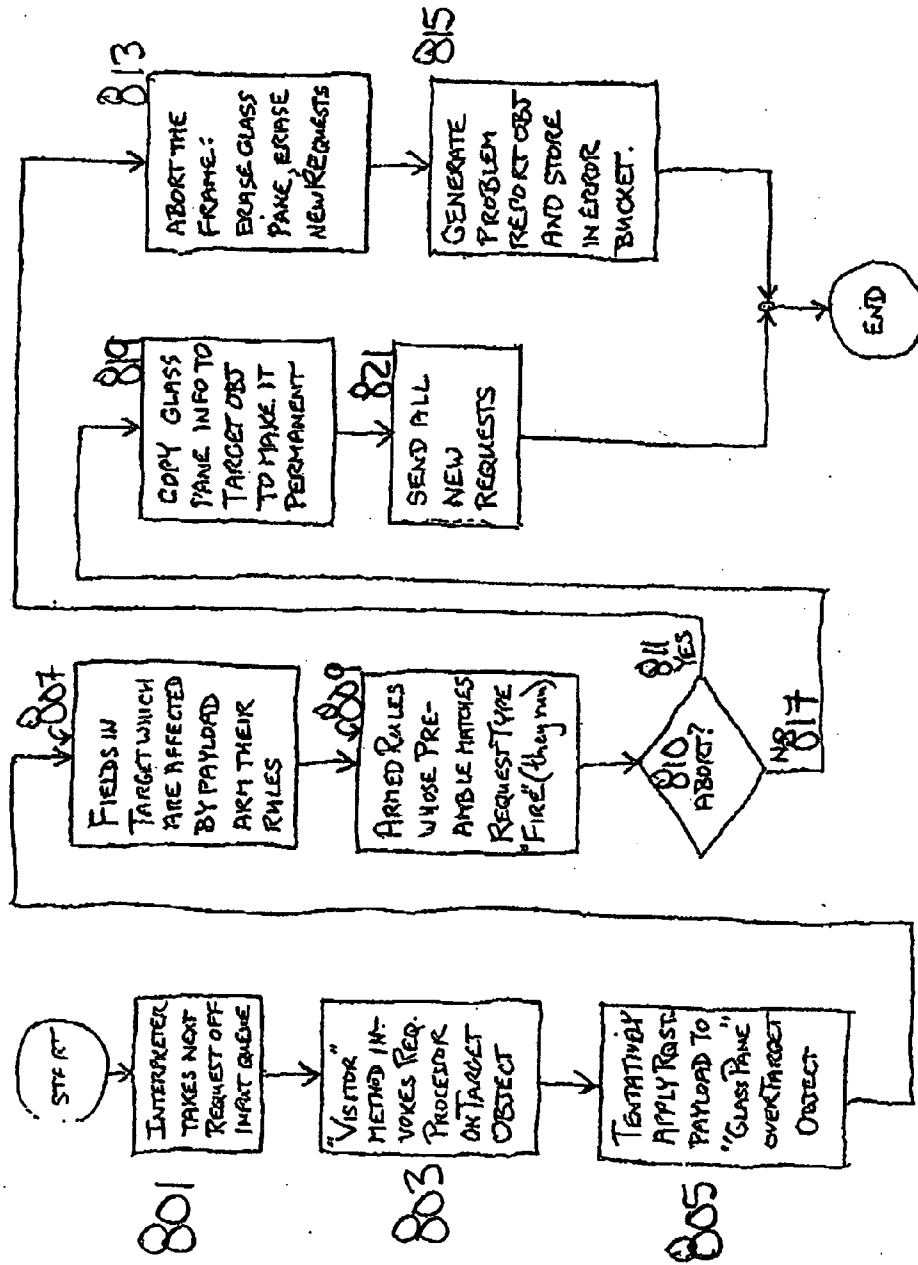 START
INTERPRETER
TAKES NEXT
REQUEST OFF
INPUT QUEUE
801
"VISITOR"
METHOD IN-
VOKES REQ.
PROCESSOR
ON TARGET
OBJECT
803
TENTATIVELY
APPLY RQST
PAYLOAD TO
"GLASS PANE"
OVER TARGET
OBJECT
805
807
FIELDS IN
TARGET WHICH
ARE AFFECTED
BY PAYLOAD
ARM THEIR
RULES
809
ARMED RULES
WHOSE PRE-
AMBLE MATCHES
REQUEST TYPE
"FIRE" (they run)
810
ABORT?
811
YES
NO
817
819
COPY GLASS
PANE INFO TO
TARGET OBJ
TO MAKE IT
PERMANENT
821
SEND ALL
NEW
REQUESTS
813
ABORT THE
FRAME:
ERASE GLASS
PANE, ERASE
NEW REQUESTS
815
GENERATE
PROBLEM
REPORT OBJ
AND STORE
IN ERROR
BUCKET.
END